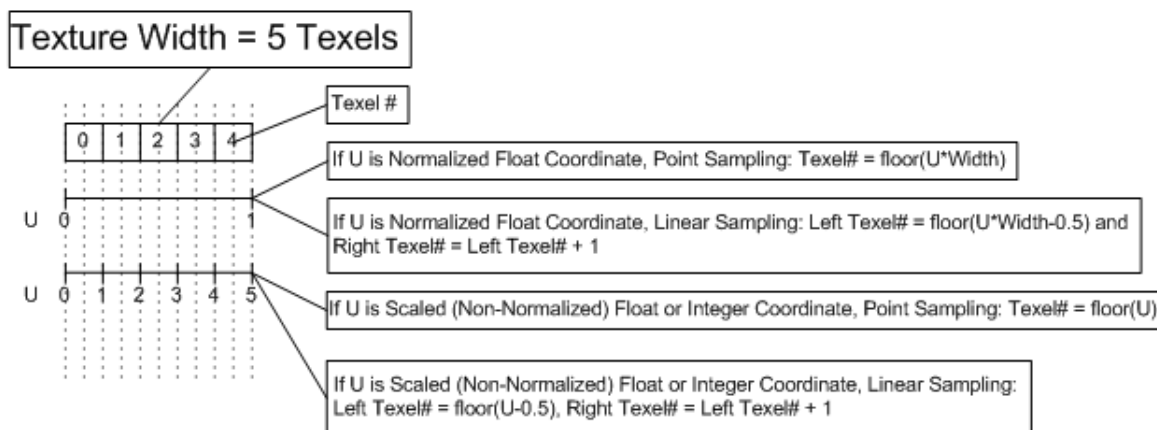 Texture Width = 5 Texels
Texel #
0 1 2 3 4
If U is Normalized Float Coordinate, Point Sampling: Texel# = floor(U*Width)
U 0 1
If U is Normalized Float Coordinate, Linear Sampling: Left Texel# = floor(U*Width-0.5) and
Right Texel# = Left Texel# + 1
U 0 1 2 3 4 5
If U is Scaled (Non-Normalized) Float or Integer Coordinate, Point Sampling: Texel# = floor(U)
If U is Scaled (Non-Normalized) Float or Integer Coordinate, Linear Sampling:
Left Texel# = floor(U-0.5), Right Texel# = Left Texel# + 1